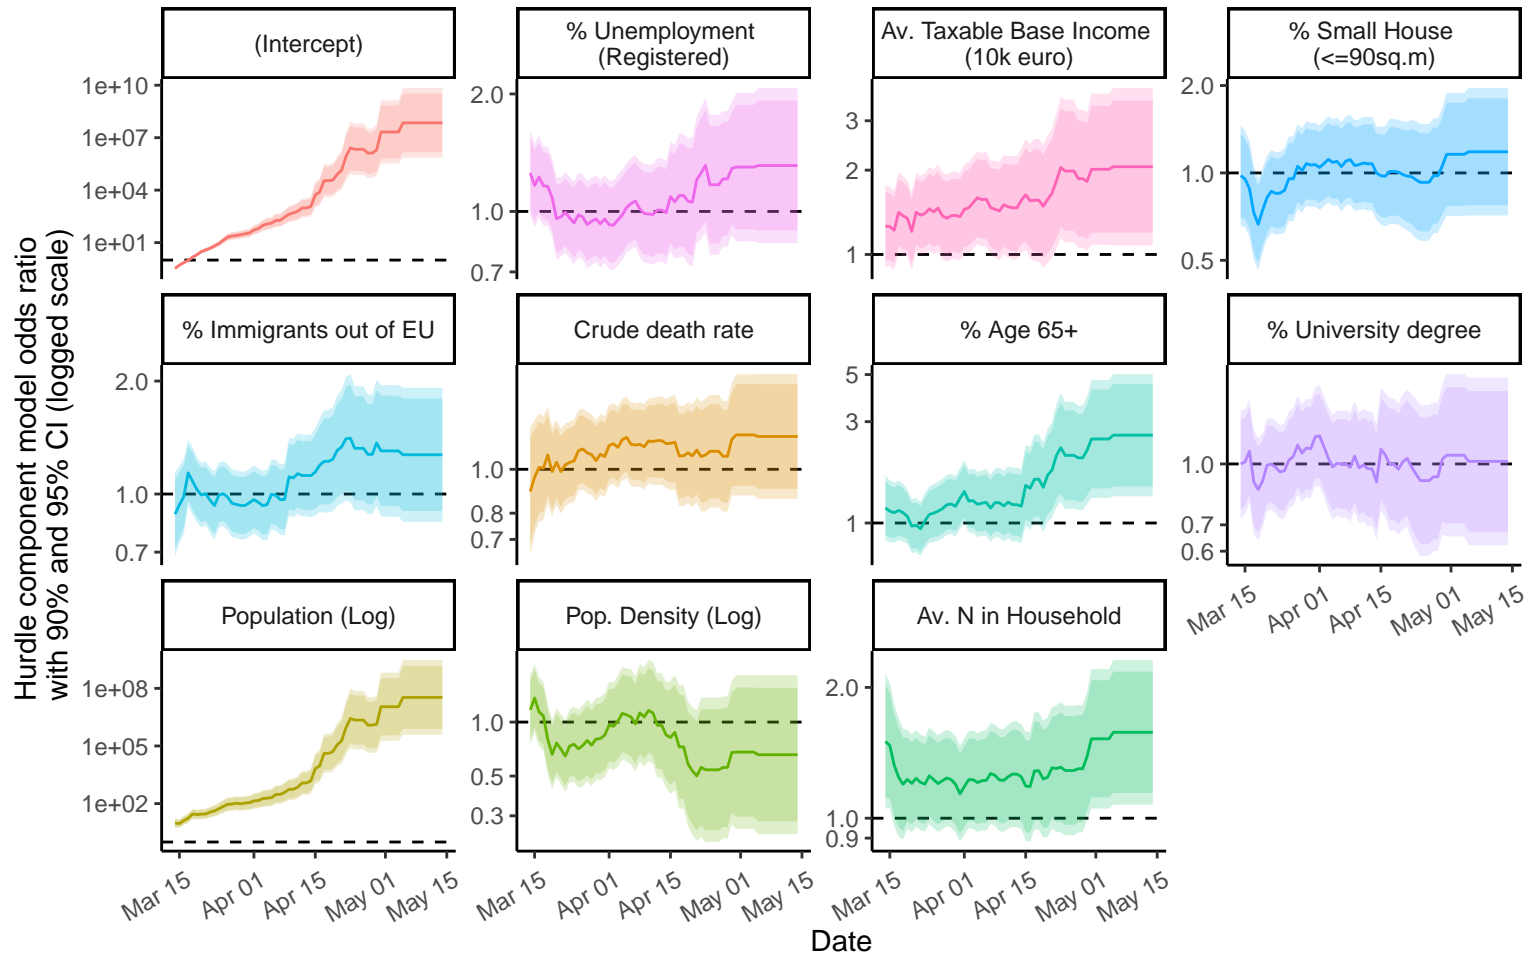 Hurdle component model odds ratio
with 90% and 95% CI (logged scale)
(Intercept)
1e+10
1e+07
1e+04
1e+01
% Unemployment
(Registered)
2.0
1.0
0.7
Av. Taxable Base Income
(10k euro)
3
2
1
% Small House
(<=90sq.m)
2.0
1.0
0.5
% Immigrants out of EU
2.0
1.0
0.7
Crude death rate
1.0
0.8
0.7
% Age 65+
5
3
1
% University degree
1.0
0.7
0.6
Mar 15
Apr 01
Apr 15
May 01
May 15
Population (Log)
1e+08
1e+05
1e+02
Mar 15
Apr 01
Apr 15
May 01
May 15
Pop. Density (Log)
1.0
0.5
0.3
Mar 15
Apr 01
Apr 15
May 01
May 15
Av. N in Household
2.0
1.0
0.9
Mar 15
Apr 01
Apr 15
May 01
May 15
Date